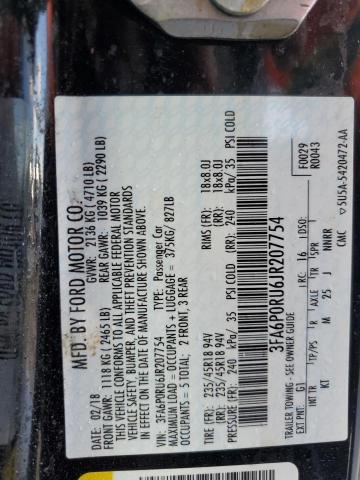 MFD. BY FORD MOTOR CO.
GVWR: 2136 KG (4710 LB)
02/18 FRONT GAWR: 1118 KG (2465 LB) REAR GAWR: 1039 KG (2290 LB)
THIS VEHICLE CONFORMS TO ALL APPLICABLE FEDERAL MOTOR
VEHICLE SAFETY, BUMPER, AND THEFT PREVENTION STANDARDS
IN EFFECT ON THE DATE OF MANUFACTURE SHOWN ABOVE.
VIN: 3FA6P0RU6JR207754 TYPE: Passenger Car
MAXIMUM LOAD = OCCUPANTS + LUGGAGE = 375KG/ 827LB
OCCUPANTS = 5 TOTAL: 2 FRONT, 3 REAR
TIRE (FR): 235/45R18 94V RIMS (FR): 18x8.0J
TIRE (RR): 235/45R18 94V (RR): 18x8.0J
PRESSURE (FR): 240 kPa/ 35 PSI COLD (RR): 240 kPa/ 35 PSI COLD
3FA6P0RU6JR207754
TRAILER TOWING - SEE OWNER GUIDE
F0029
R0043
EXT PNT: G1 RC: 16 DSO:
INT TR TP/PS R AXLE TR SPR
KT M 25 J NNNR
CMC 5U5A-5420472-AA